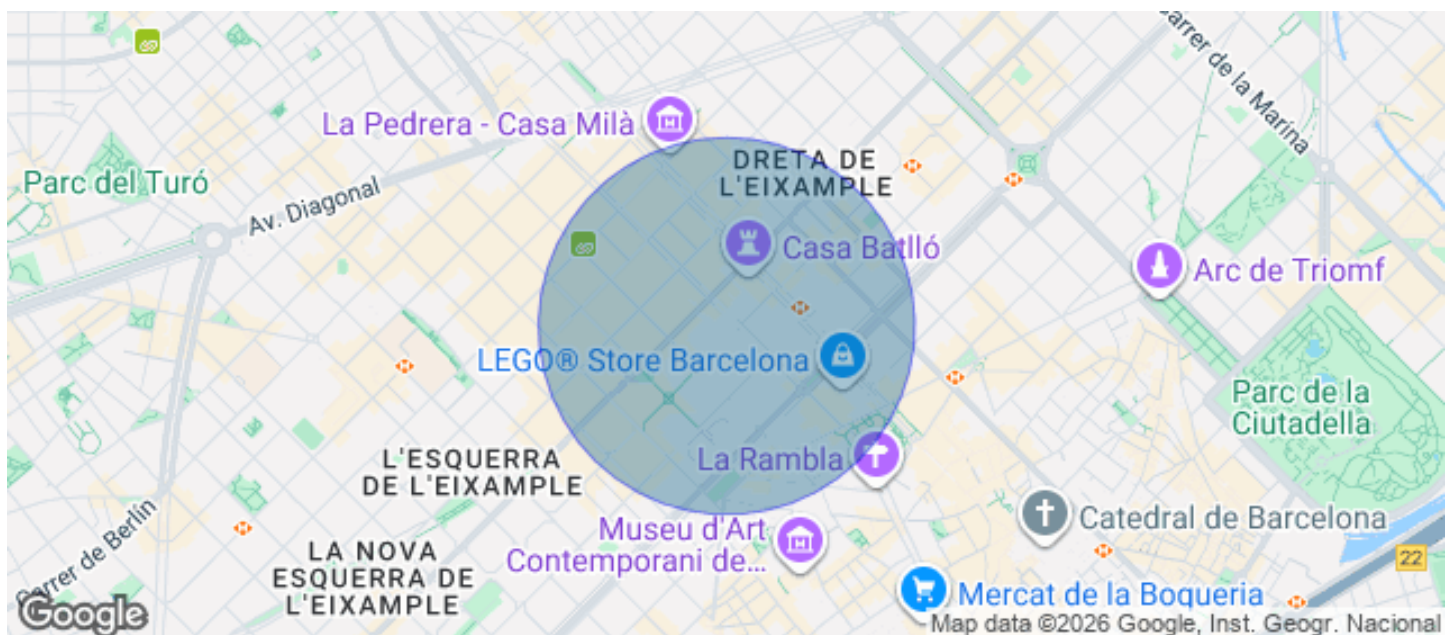 Carrer de la Marina
La Pedrera - Casa Milà
DRETA DE
L'EIXAMPLE
Parc del Turó
Av. Diagonal
Casa Batlló
Arc de Triomf
LEGO® Store Barcelona
Parc de la
Ciutadella
L'ESQUERRA
DE L'EIXAMPLE
La Rambla
Catedral de Barcelona
Museu d'Art
Contemporani de...
22
Carrer de Berlín
LA NOVA
ESQUERRA DE
L'EIXAMPLE
Mercat de la Boqueria
Google
Map data ©2026 Google, Inst. Geogr. Nacional